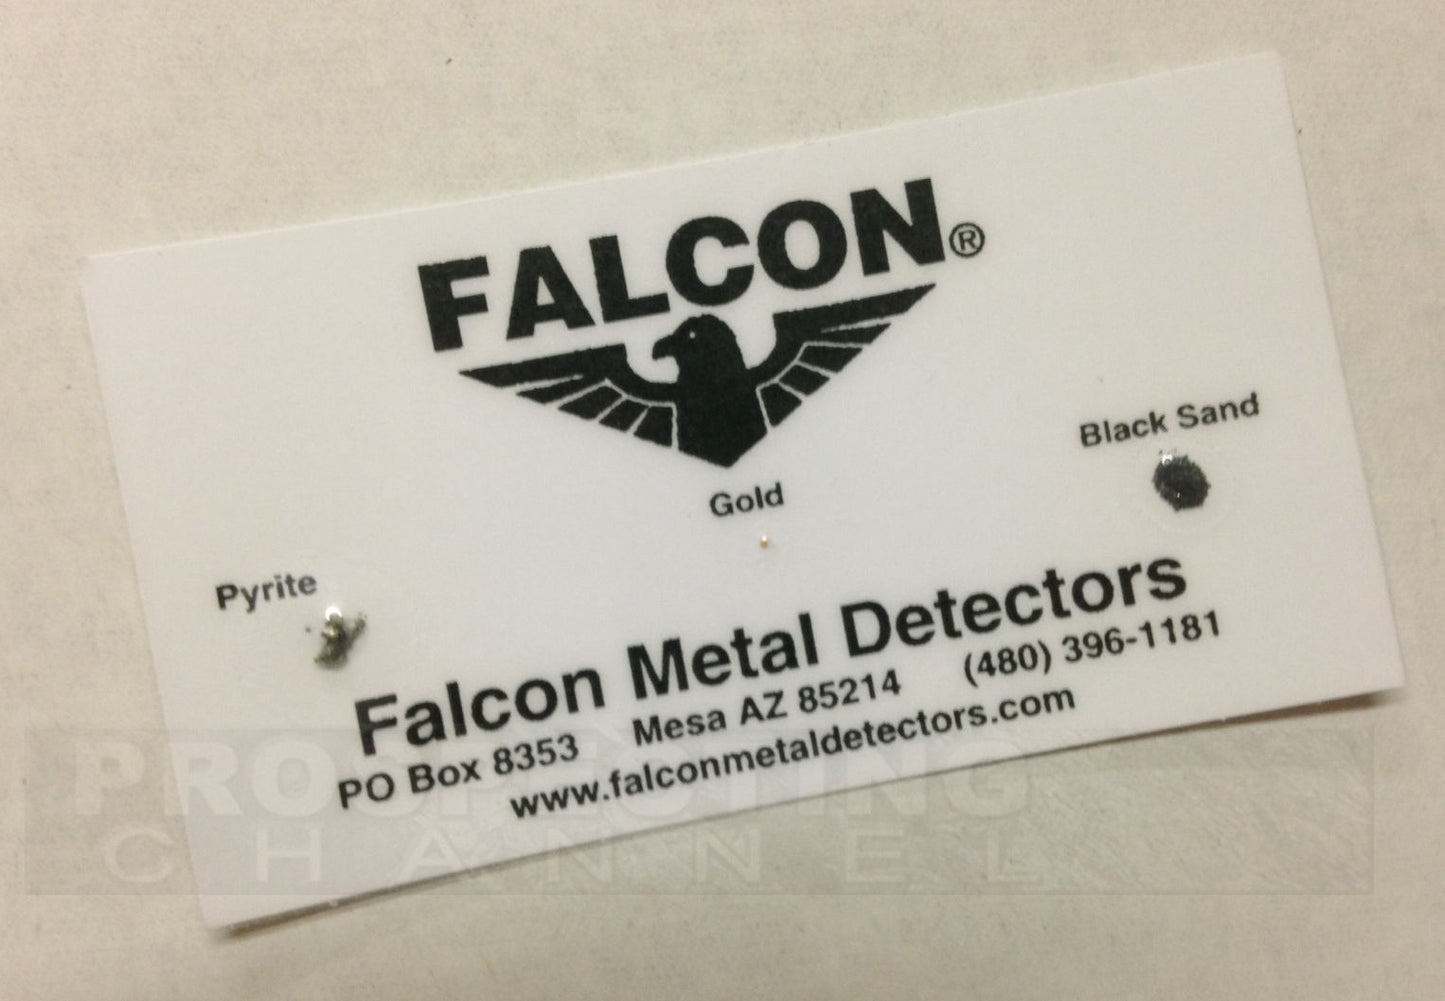 FALCON®
Black Sand
Gold
Pyrite
Falcon Metal Detectors
PO Box 8353 Mesa AZ 85214 (480) 396-1181
www.falconmetaldetectors.com
PROSPECTING
CHANNEL